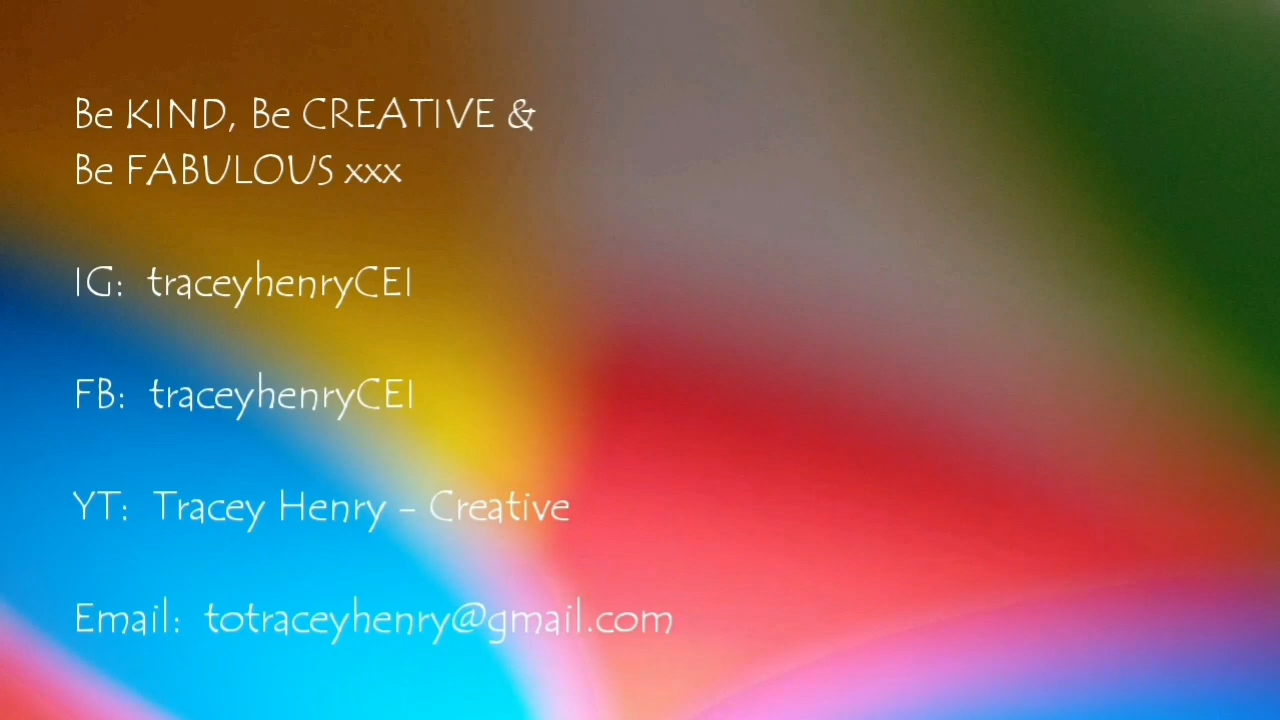 Be KIND, Be CREATIVE &
Be FABULOUS xxx
IG: traceyhenryCEI
FB: traceyhenryCEI
YT: Tracey Henry - Creative
Email: totraceyhenry@gmail.com